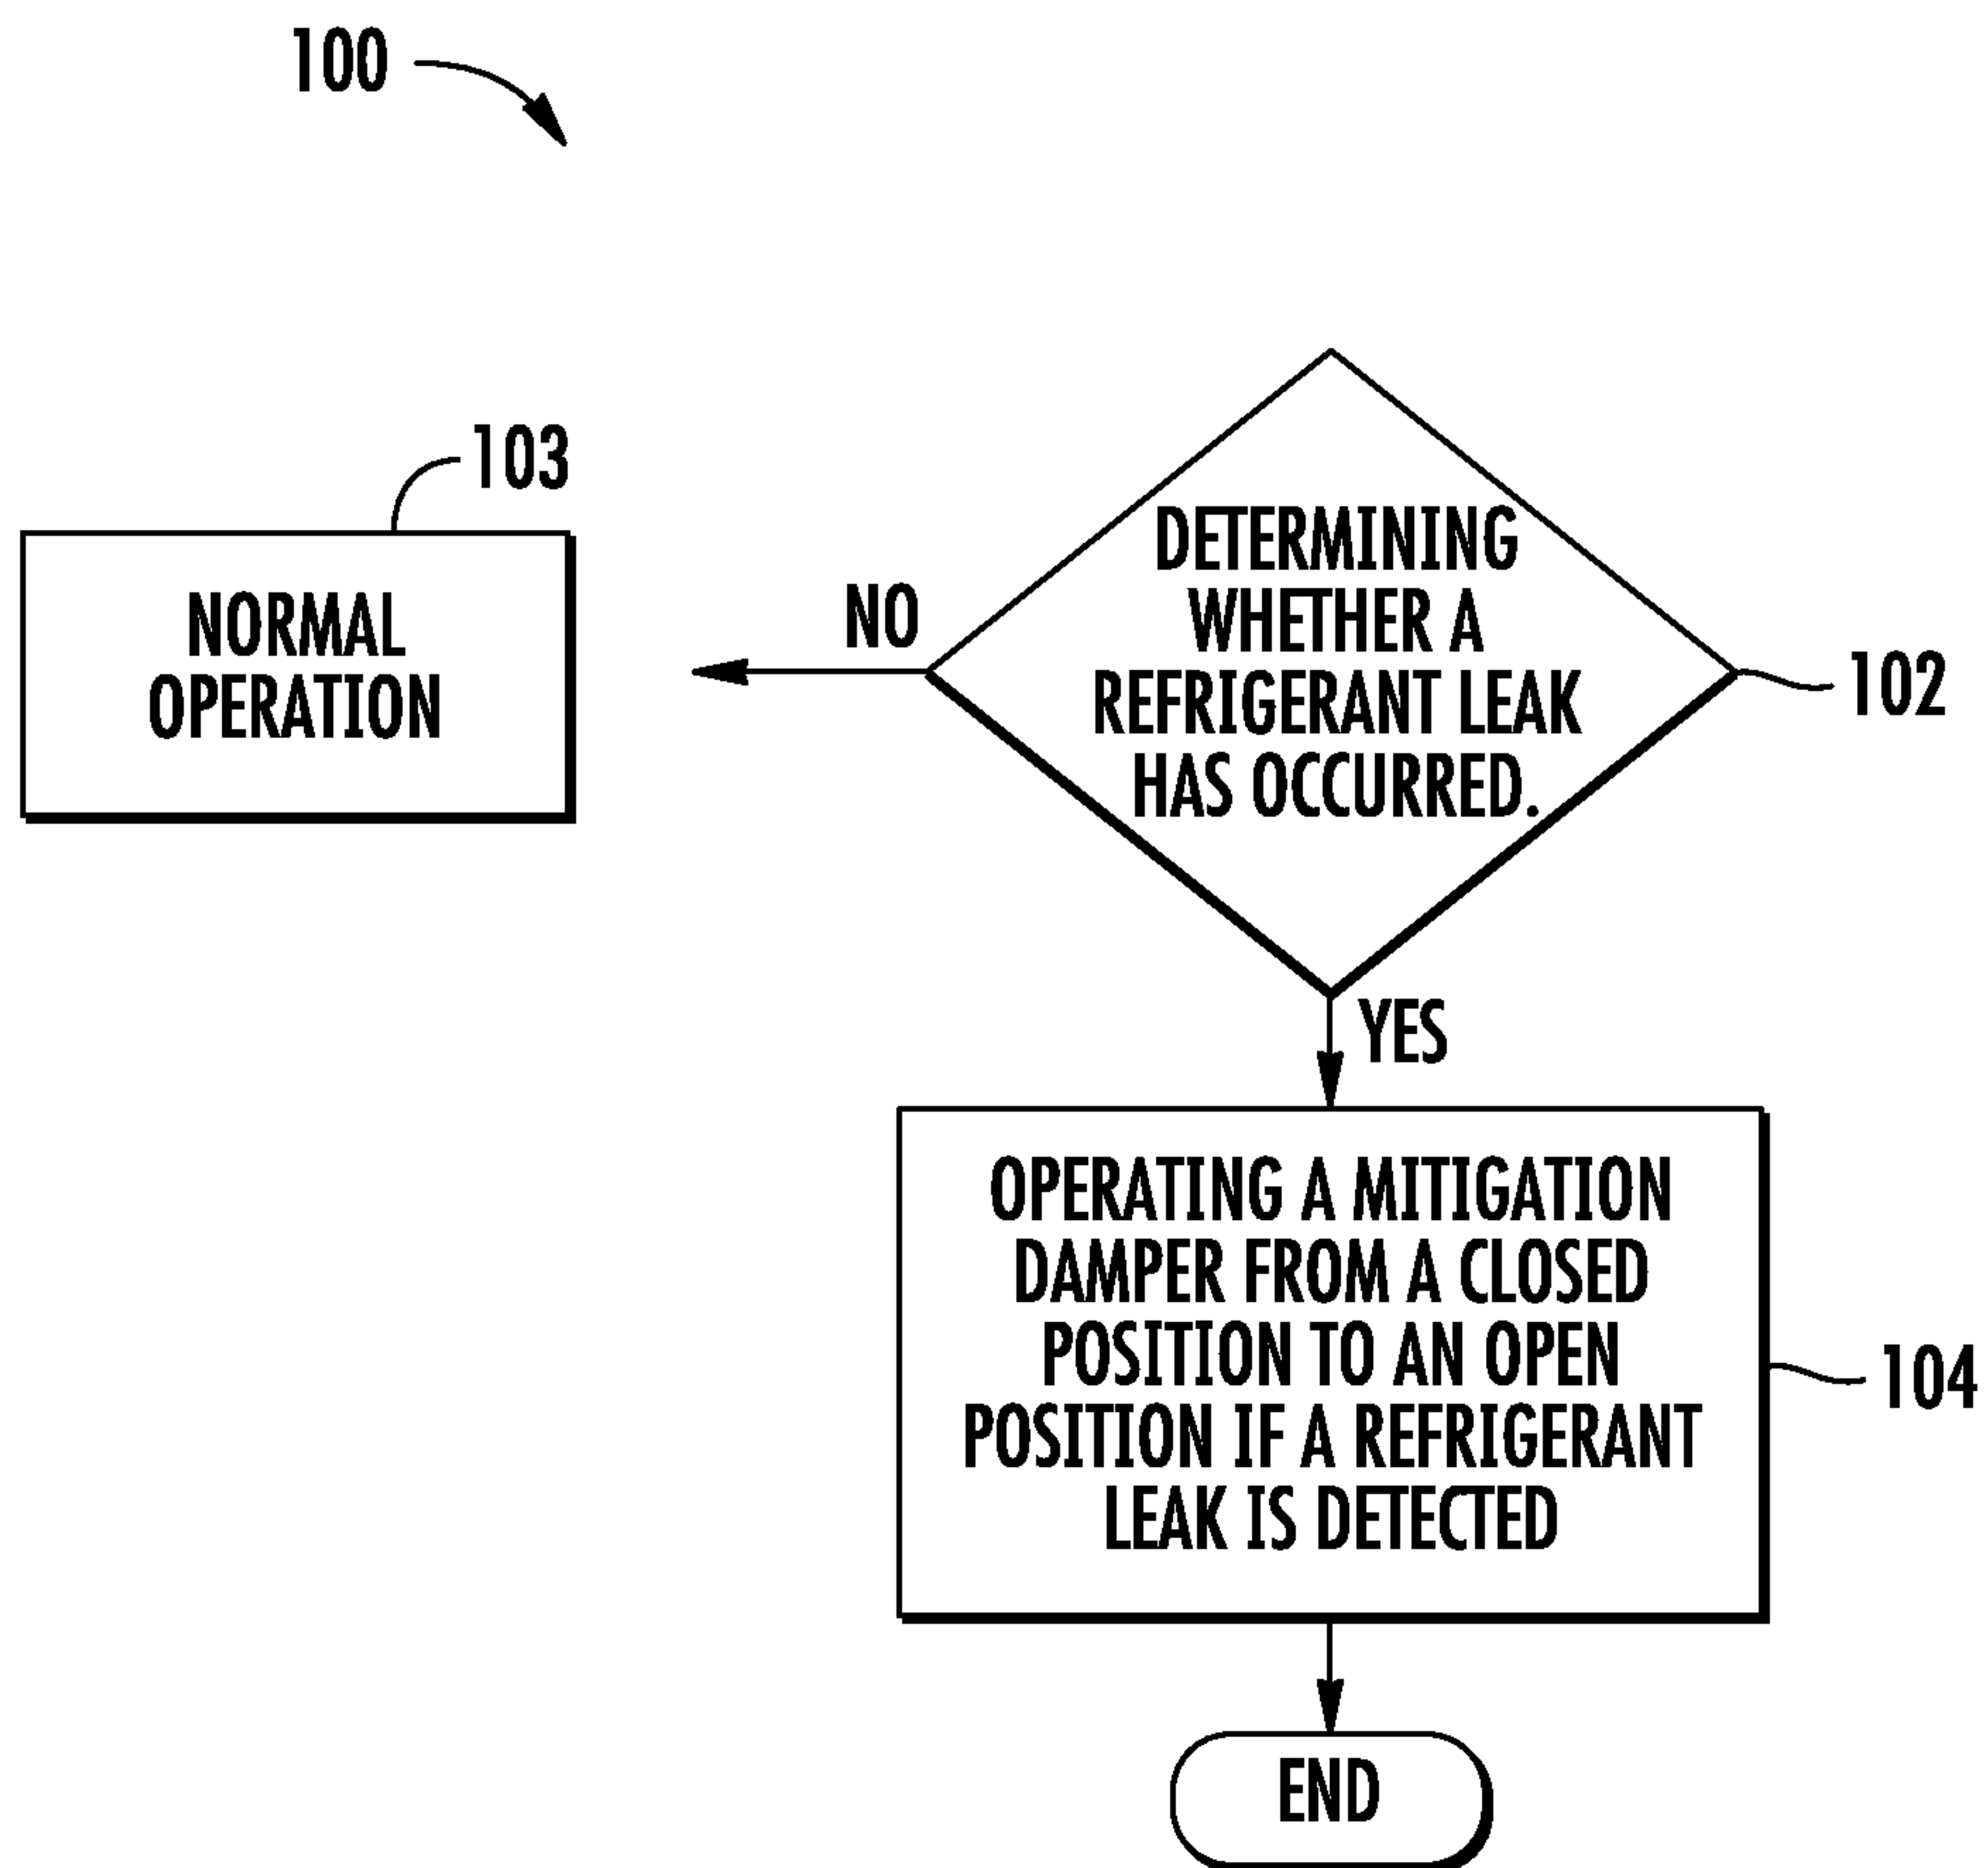 100
103
NORMAL
OPERATION
NO
DETERMINING
WHETHER A
REFRIGERANT LEAK
HAS OCCURRED.
102
YES
OPERATING A MITIGATION
DAMPER FROM A CLOSED
POSITION TO AN OPEN
POSITION IF A REFRIGERANT
LEAK IS DETECTED
104
END